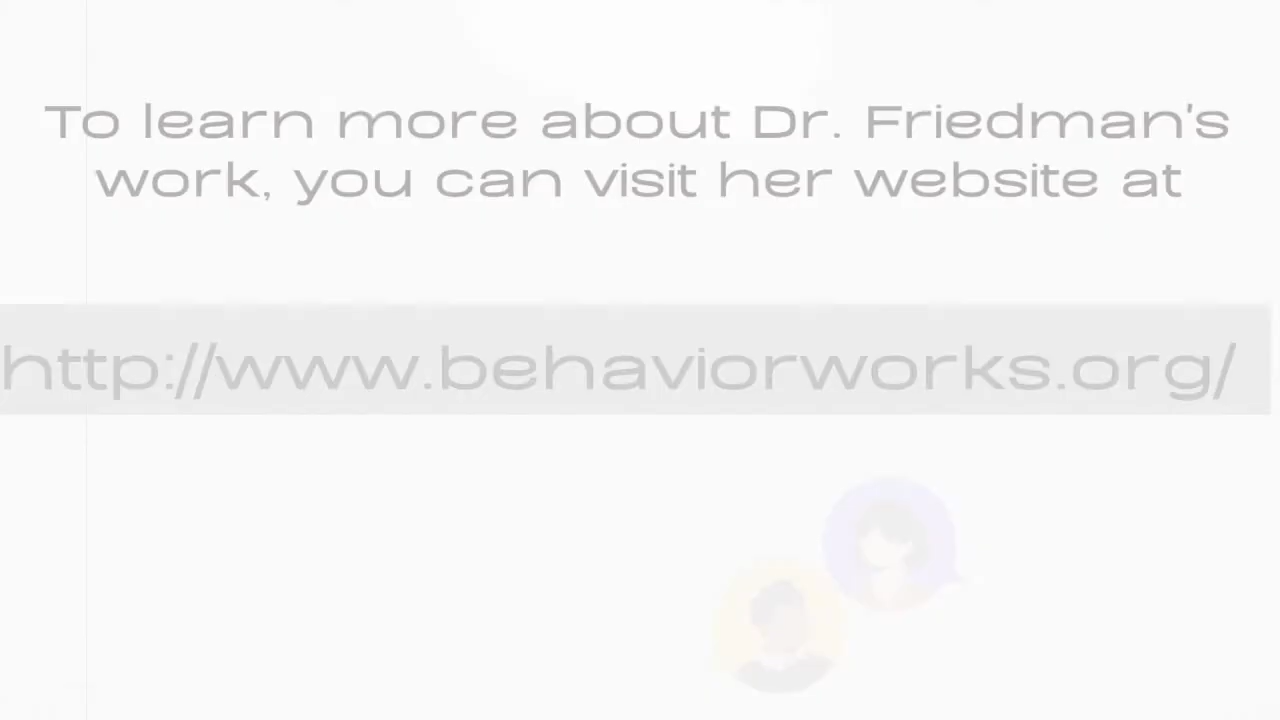 To learn more about Dr. Friedman's
work, you can visit her website at
http://www.behaviorworks.org/